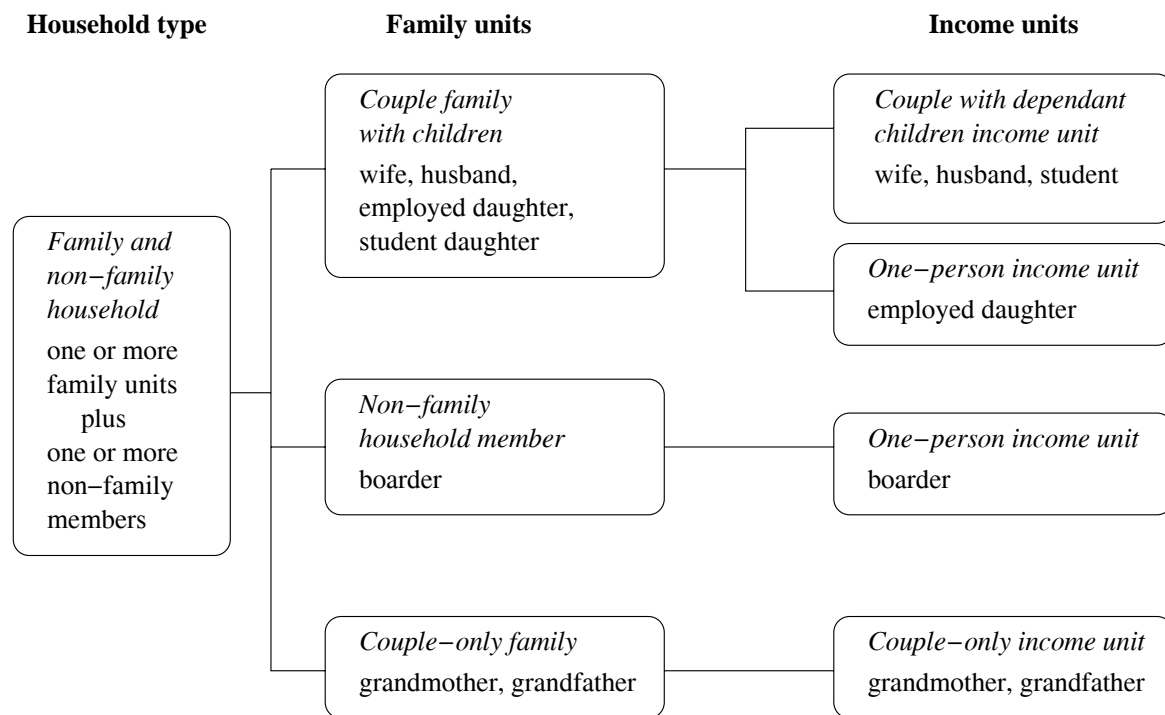 Household type
Family units
Income units
Family and
non−family
household
one or more
family units
plus
one or more
non−family
members
Couple family
with children
wife, husband,
employed daughter,
student daughter
Non−family
household member
boarder
Couple−only family
grandmother, grandfather
Couple with dependant
children income unit
wife, husband, student
One−person income unit
employed daughter
One−person income unit
boarder
Couple−only income unit
grandmother, grandfather